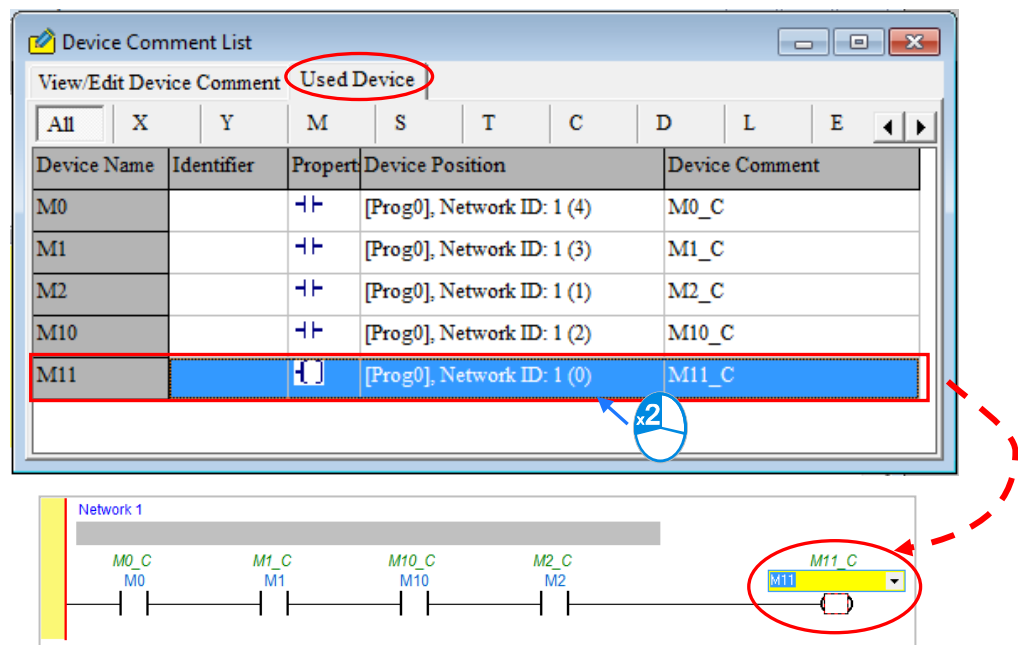 Device Comment List
View/Edit Device Comment Used Device
All X Y M S T C D L E
Device Name Identifier Propert Device Position Device Comment
M0 [Prog0], Network ID: 1 (4) M0_C
M1 [Prog0], Network ID: 1 (3) M1_C
M2 [Prog0], Network ID: 1 (1) M2_C
M10 [Prog0], Network ID: 1 (2) M10_C
M11 [Prog0], Network ID: 1 (0) M11_C
x2
Network 1
M0_C M1_C M10_C M2_C M11_C
M0 M1 M10 M2 M11